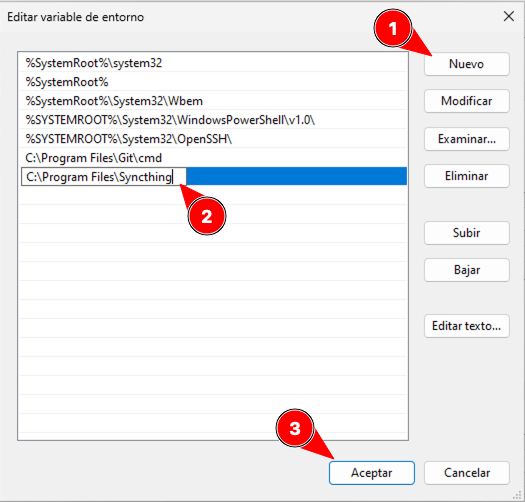 Editar variable de entorno
1
%SystemRoot%\system32
Nuevo
%SystemRoot%
%SystemRoot%\System32\Wbem
Modificar
%SYSTEMROOT%\System32\WindowsPowerShell\v1.0\
%SYSTEMROOT%\System32\OpenSSH\
Examinar...
C:\Program Files\Git\cmd
C:\Program Files\Syncthing
Eliminar
2
Subir
Bajar
Editar texto...
3
Aceptar
Cancelar